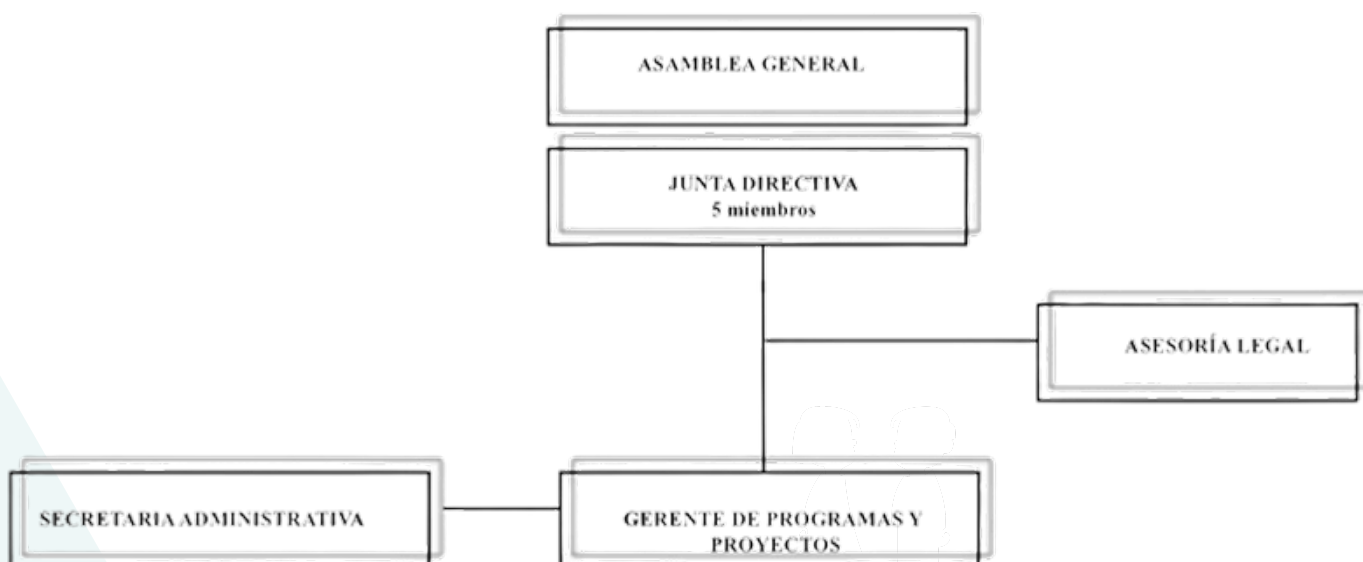 ASAMBLEA GENERAL
JUNTA DIRECTIVA
5 miembros
ASESORÍA LEGAL
SECRETARIA ADMINISTRATIVA
GERENTE DE PROGRAMAS Y
PROYECTOS